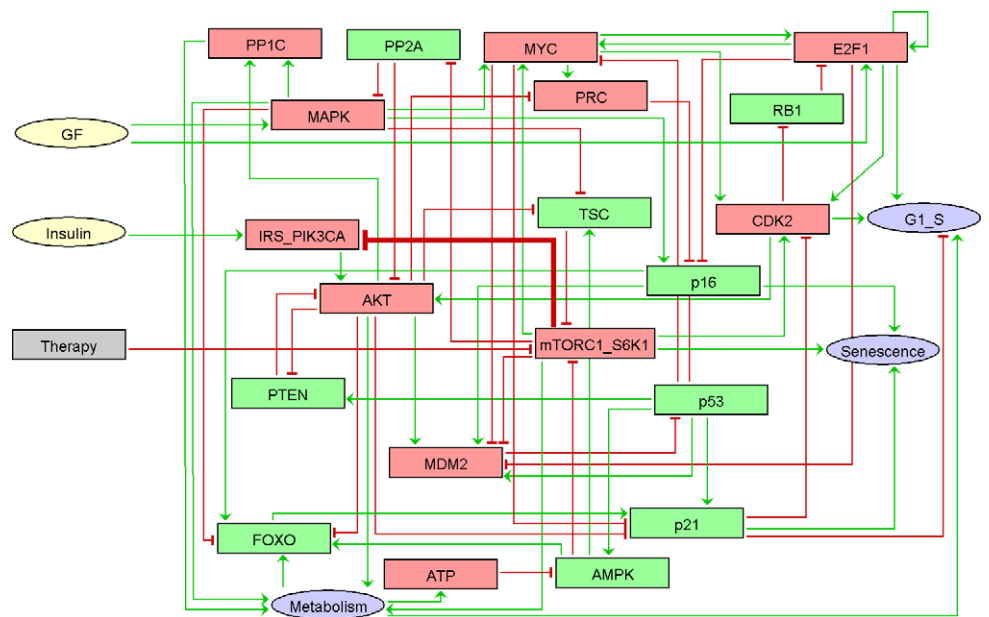 PP1C
PP2A
MYC
E2F1
PRC
RB1
MAPK
GF
TSC
CDK2
G1_S
Insulin
IRS_PIK3CA
p16
AKT
Therapy
mTORC1_S6K1
Senescence
PTEN
p53
MDM2
p21
FOXO
ATP
AMPK
Metabolism